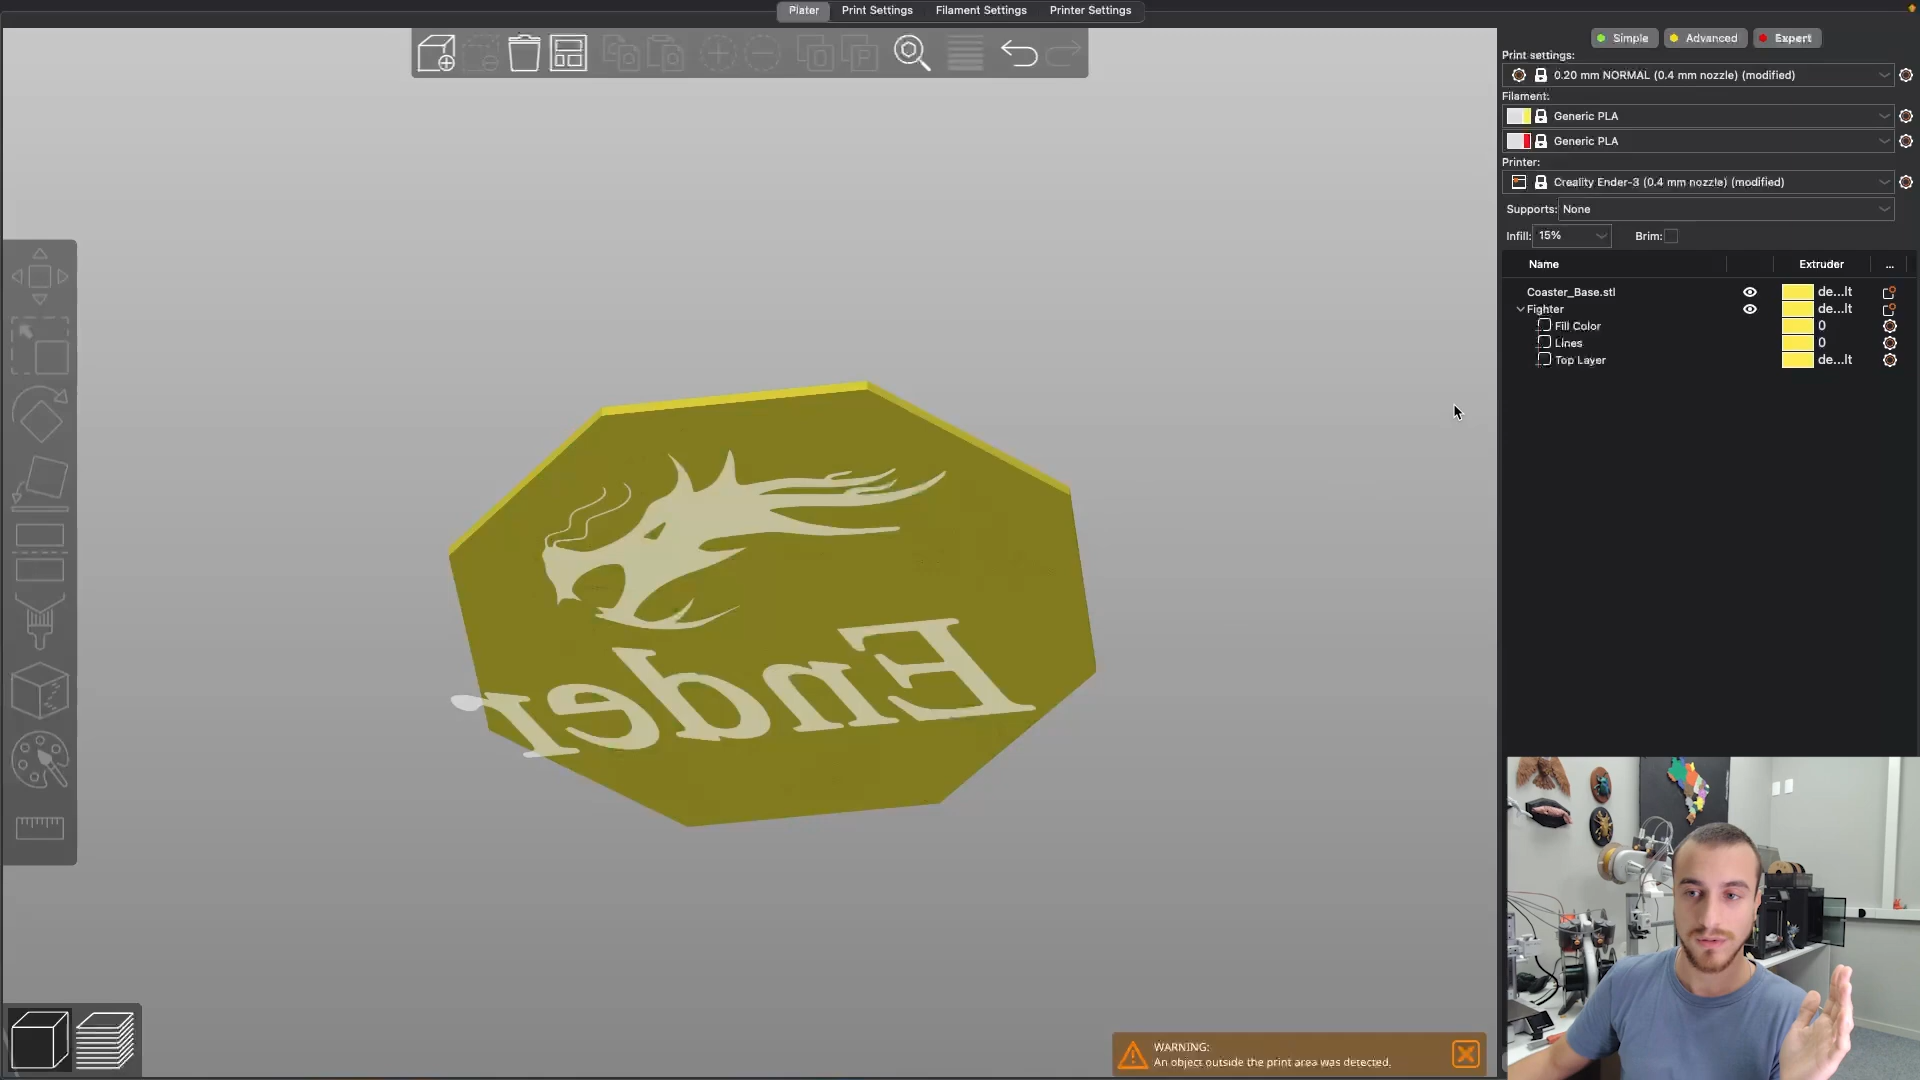 Plater Print Settings Filament Settings Printer Settings
Simple Advanced Expert
Print settings:
0.20 mm NORMAL (0.4 mm nozzle) (modified)
Filament:
Generic PLA
Generic PLA
Printer:
Creality Ender-3 (0.4 mm nozzle) (modified)
Supports: None
Infill: 15% Brim:
Name Extruder ...
Coaster_Base.stl de...lt
Fighter de...lt
Fill Color 0
Lines 0
Top Layer de...lt
Ender
WARNING:
An object outside the print area was detected.